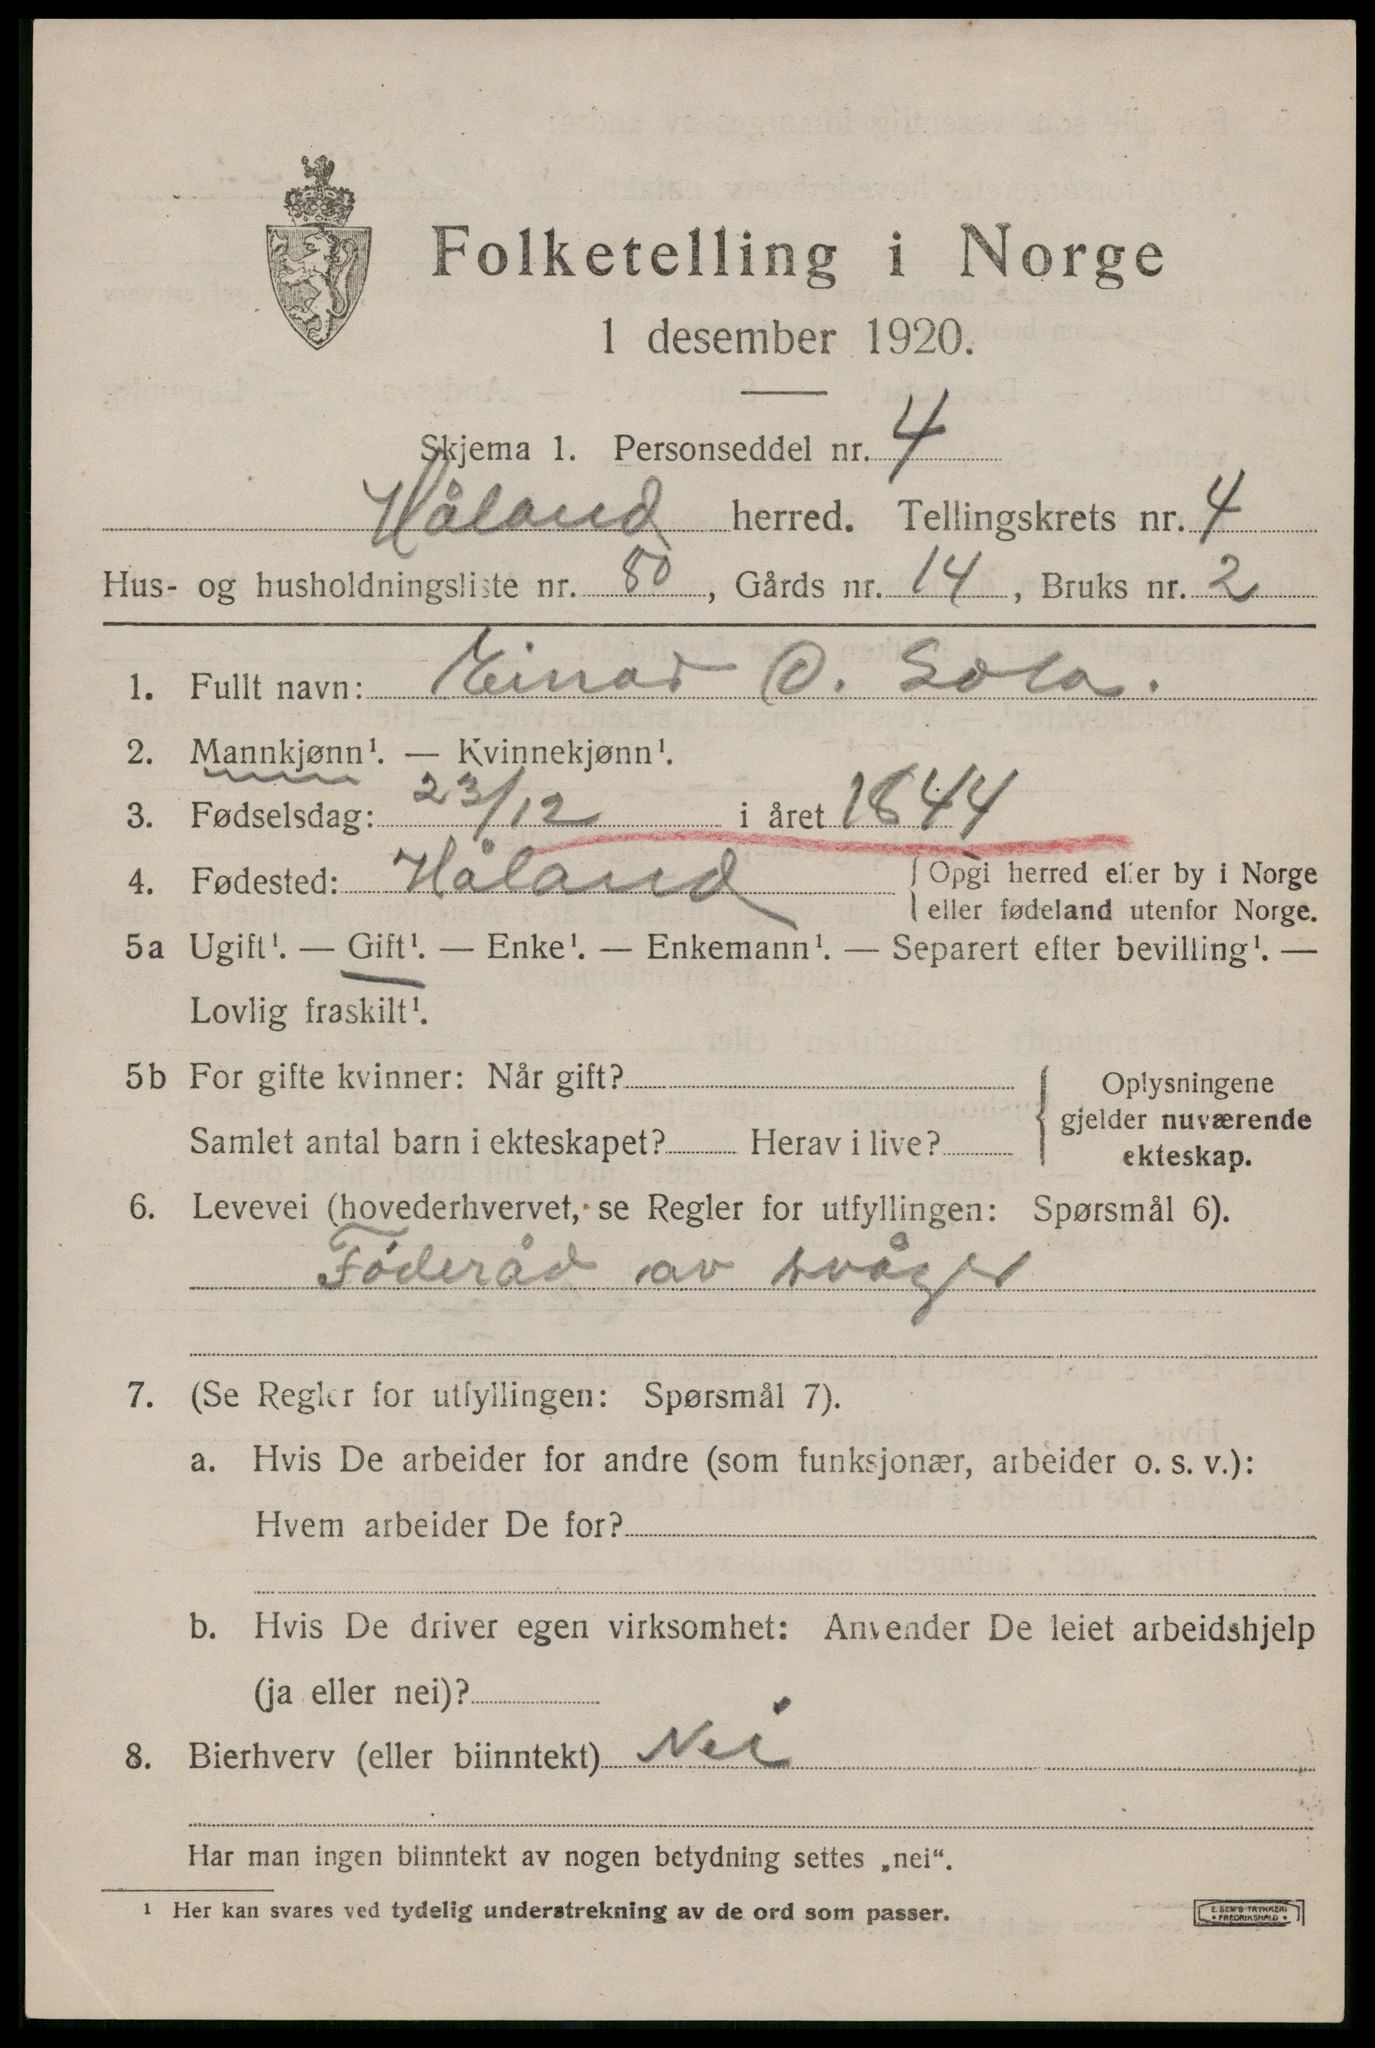 Folketelling i Norge
1 desember 1920.
Skjema 1. Personseddel nr. 4
Håland herred. Tellingskrets nr. 4
Hus- og husholdningsliste nr. 80, Gårds nr. 14, Bruks nr. 2
1. Fullt navn: Einar O. Sola.
2. Mannkjønn¹. — Kvinnekjønn¹.
3. Fødselsdag: 23/12 i året 1844
4. Fødested: Håland { Opgi herred eller by i Norge
eller fødeland utenfor Norge.
5a Ugift¹. — Gift¹. — Enke¹. — Enkemann¹. — Separert efter bevilling¹. —
Lovlig fraskilt¹.
5b For gifte kvinner: Når gift?
Samlet antal barn i ekteskapet? Herav i live?
{ Oplysningene
gjelder nuværende
ekteskap.
6. Levevei (hovederhvervet, se Regler for utfyllingen: Spørsmål 6).
Föderåd av svåger
7. (Se Regler for utfyllingen: Spørsmål 7).
a. Hvis De arbeider for andre (som funksjonær, arbeider o. s. v.):
Hvem arbeider De for?
b. Hvis De driver egen virksomhet: Anvender De leiet arbeidshjelp
(ja eller nei)?
8. Bierhverv (eller biinntekt) Nei
Har man ingen biinntekt av nogen betydning settes „nei“.
¹ Her kan svares ved tydelig understrekning av de ord som passer.
E. SEM'S TRYKKERI
• FREDRIKSHALD •